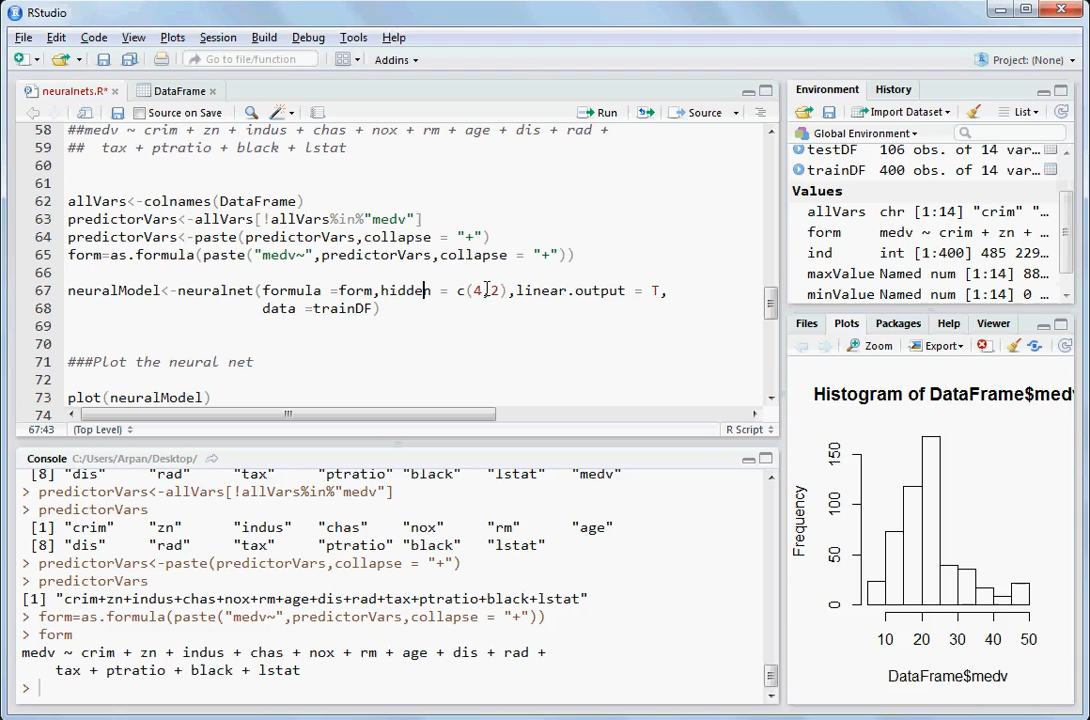 RStudio
File Edit Code View Plots Session Build Debug Tools Help
Go to file/function Addins Project: (None)
neuralnets.R* DataFrame
Source on Save Run Source
58 ##medv ~ crim + zn + indus + chas + nox + rm + age + dis + rad +
59 ## tax + ptratio + black + lstat
60
61
62 allVars<-colnames(DataFrame)
63 predictorVars<-allVars[!allVars%in%"medv"]
64 predictorVars<-paste(predictorVars,collapse = "+")
65 form=as.formula(paste("medv~",predictorVars,collapse = "+"))
66
67 neuralModel<-neuralnet(formula =form,hidden = c(4,2),linear.output = T,
68 data =trainDF)
69
70
71 ###Plot the neural net
72
73 plot(neuralModel)
74
67:43 (Top Level) R Script
Console C:/Users/Arpan/Desktop/
[8] "dis" "rad" "tax" "ptratio" "black" "lstat" "medv"
> predictorVars<-allVars[!allVars%in%"medv"]
> predictorVars
[1] "crim" "zn" "indus" "chas" "nox" "rm" "age"
[8] "dis" "rad" "tax" "ptratio" "black" "lstat"
> predictorVars<-paste(predictorVars,collapse = "+")
> predictorVars
[1] "crim+zn+indus+chas+nox+rm+age+dis+rad+tax+ptratio+black+lstat"
> form=as.formula(paste("medv~",predictorVars,collapse = "+"))
> form
medv ~ crim + zn + indus + chas + nox + rm + age + dis + rad +
tax + ptratio + black + lstat
>
Environment History
Import Dataset List
Global Environment
testDF 106 obs. of 14 var…
trainDF 400 obs. of 14 var…
Values
allVars chr [1:14] "crim" "…
form medv ~ crim + zn + …
ind int [1:400] 485 229…
maxValue Named num [1:14] 8…
minValue Named num [1:14] 0…
Files Plots Packages Help Viewer
Zoom Export
Histogram of DataFrame$medv
Frequency
150
100
50
0
10 20 30 40 50
DataFrame$medv